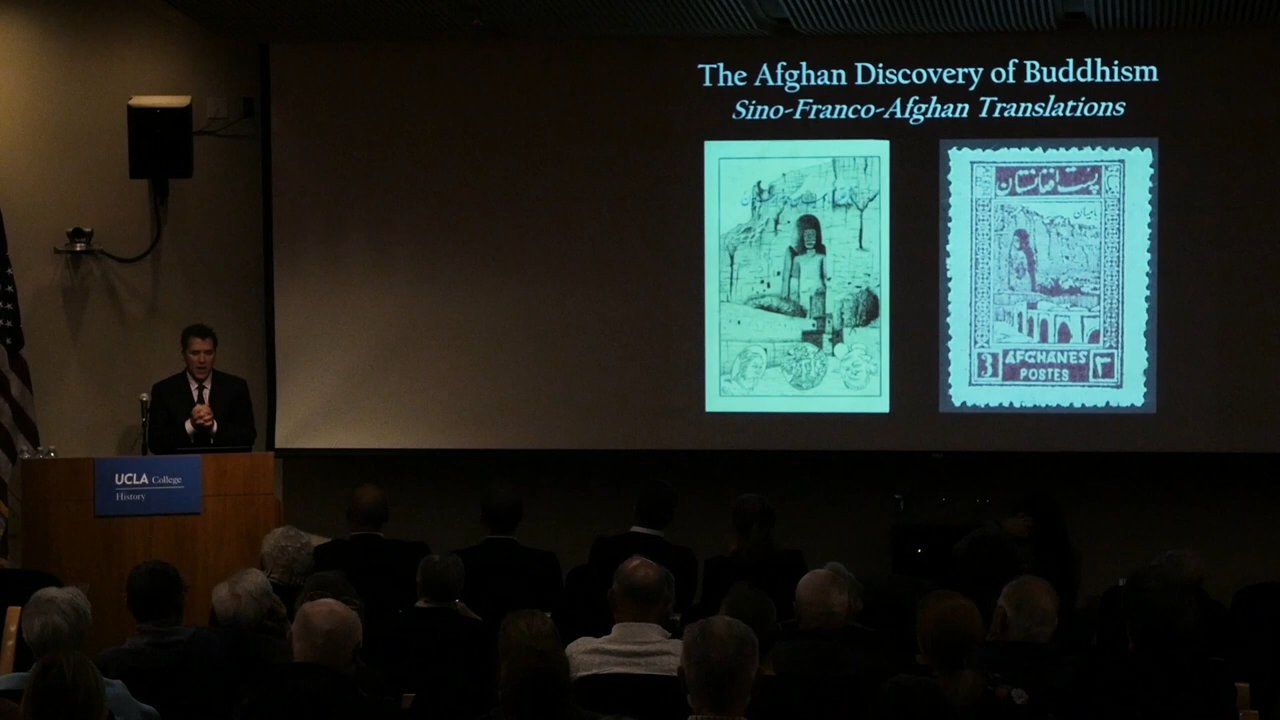 The Afghan Discovery of Buddhism
Sino-Franco-Afghan Translations
پست افغانستان
بامیان
3 AFGHANES ٣
POSTES
UCLA College
History